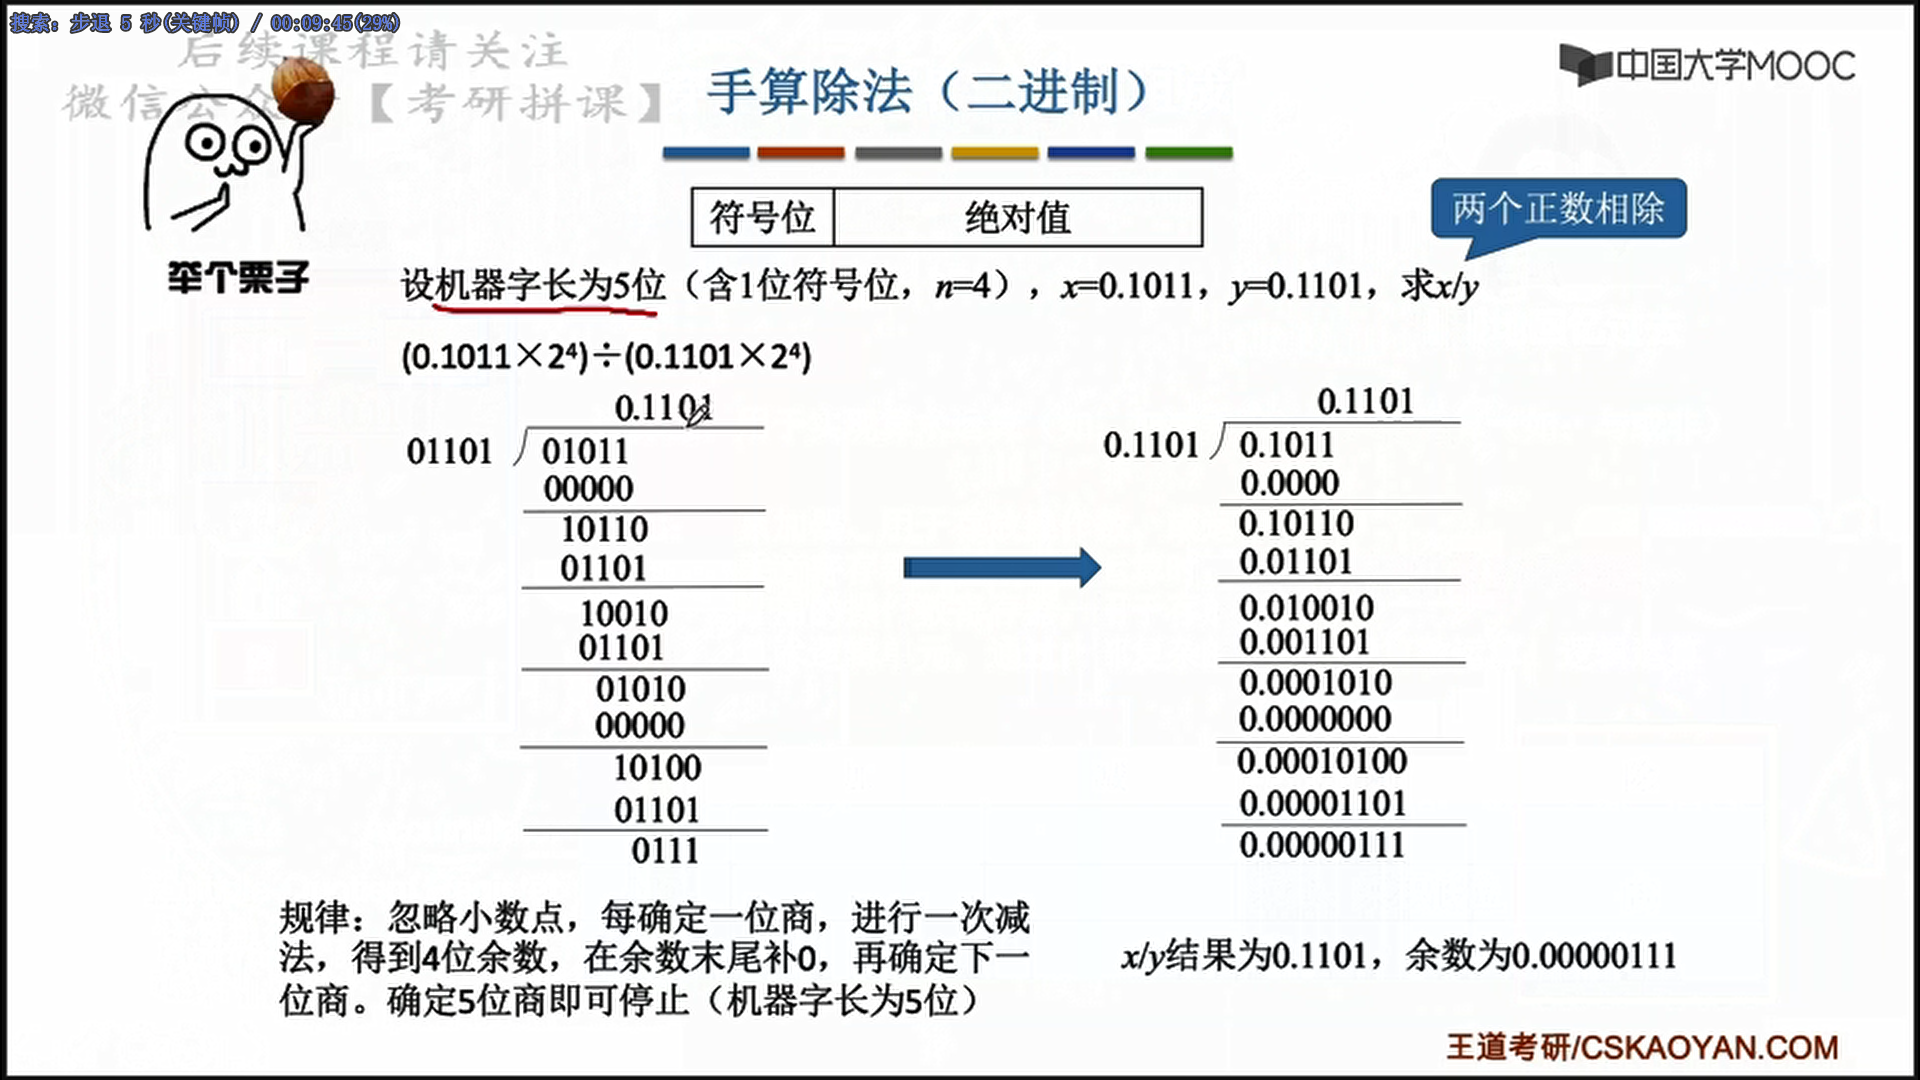 搜索: 步退 5 秒(关键帧) / 00:09:45(29%)
后续课程请关注
微信公众号【考研拼课】
中国大学MOOC
手算除法（二进制）
举个栗子
符号位 绝对值
两个正数相除
设机器字长为5位（含1位符号位，n=4），x=0.1011，y=0.1101，求x/y
(0.1011×2⁴)÷(0.1101×2⁴)
0.1101
01101 01011
00000
10110
01101
10010
01101
01010
00000
10100
01101
0111
0.1101
0.1101 0.1011
0.0000
0.10110
0.01101
0.010010
0.001101
0.0001010
0.0000000
0.00010100
0.00001101
0.00000111
规律：忽略小数点，每确定一位商，进行一次减
法，得到4位余数，在余数末尾补0，再确定下一
位商。确定5位商即可停止（机器字长为5位）
x/y结果为0.1101，余数为0.00000111
王道考研/CSKAOYAN.COM